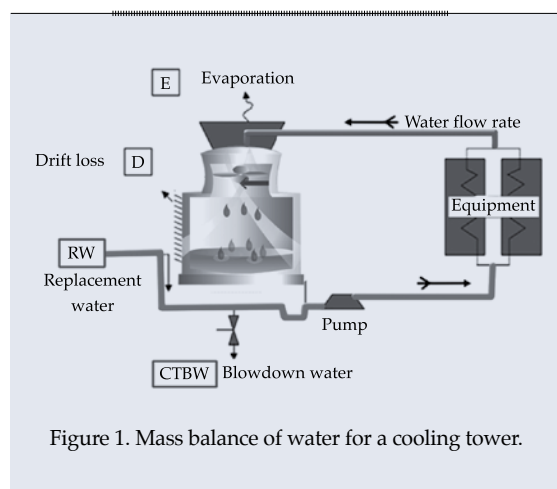 E
Evaporation
Water flow rate
Drift loss
D
Equipment
RW
Replacement
water
Pump
CTBW
Blowdown water
Figure 1. Mass balance of water for a cooling tower.